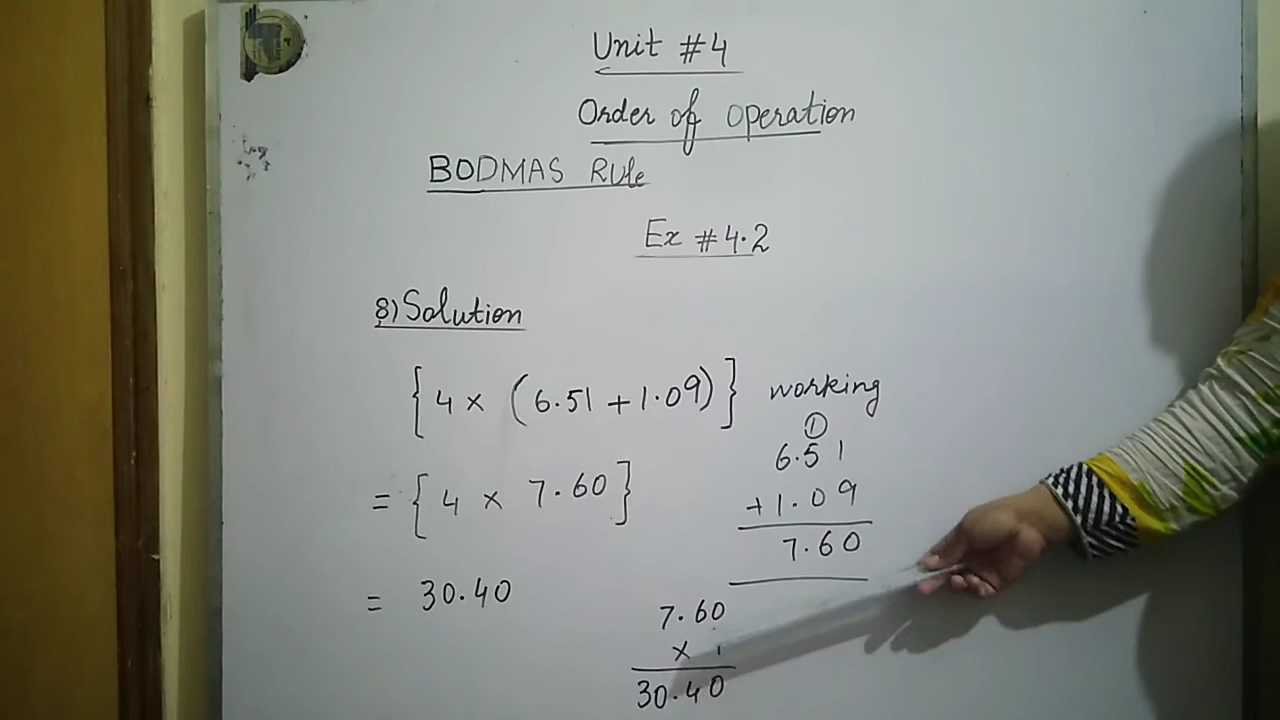 Unit #4
Order of operation
BODMAS Rule
Ex #4.2
8) Solution
{4 × (6.51 + 1.09)}
= {4 × 7.60}
= 30.40
working
①
6.51
+1.09
7.60
7.60
×
30.40